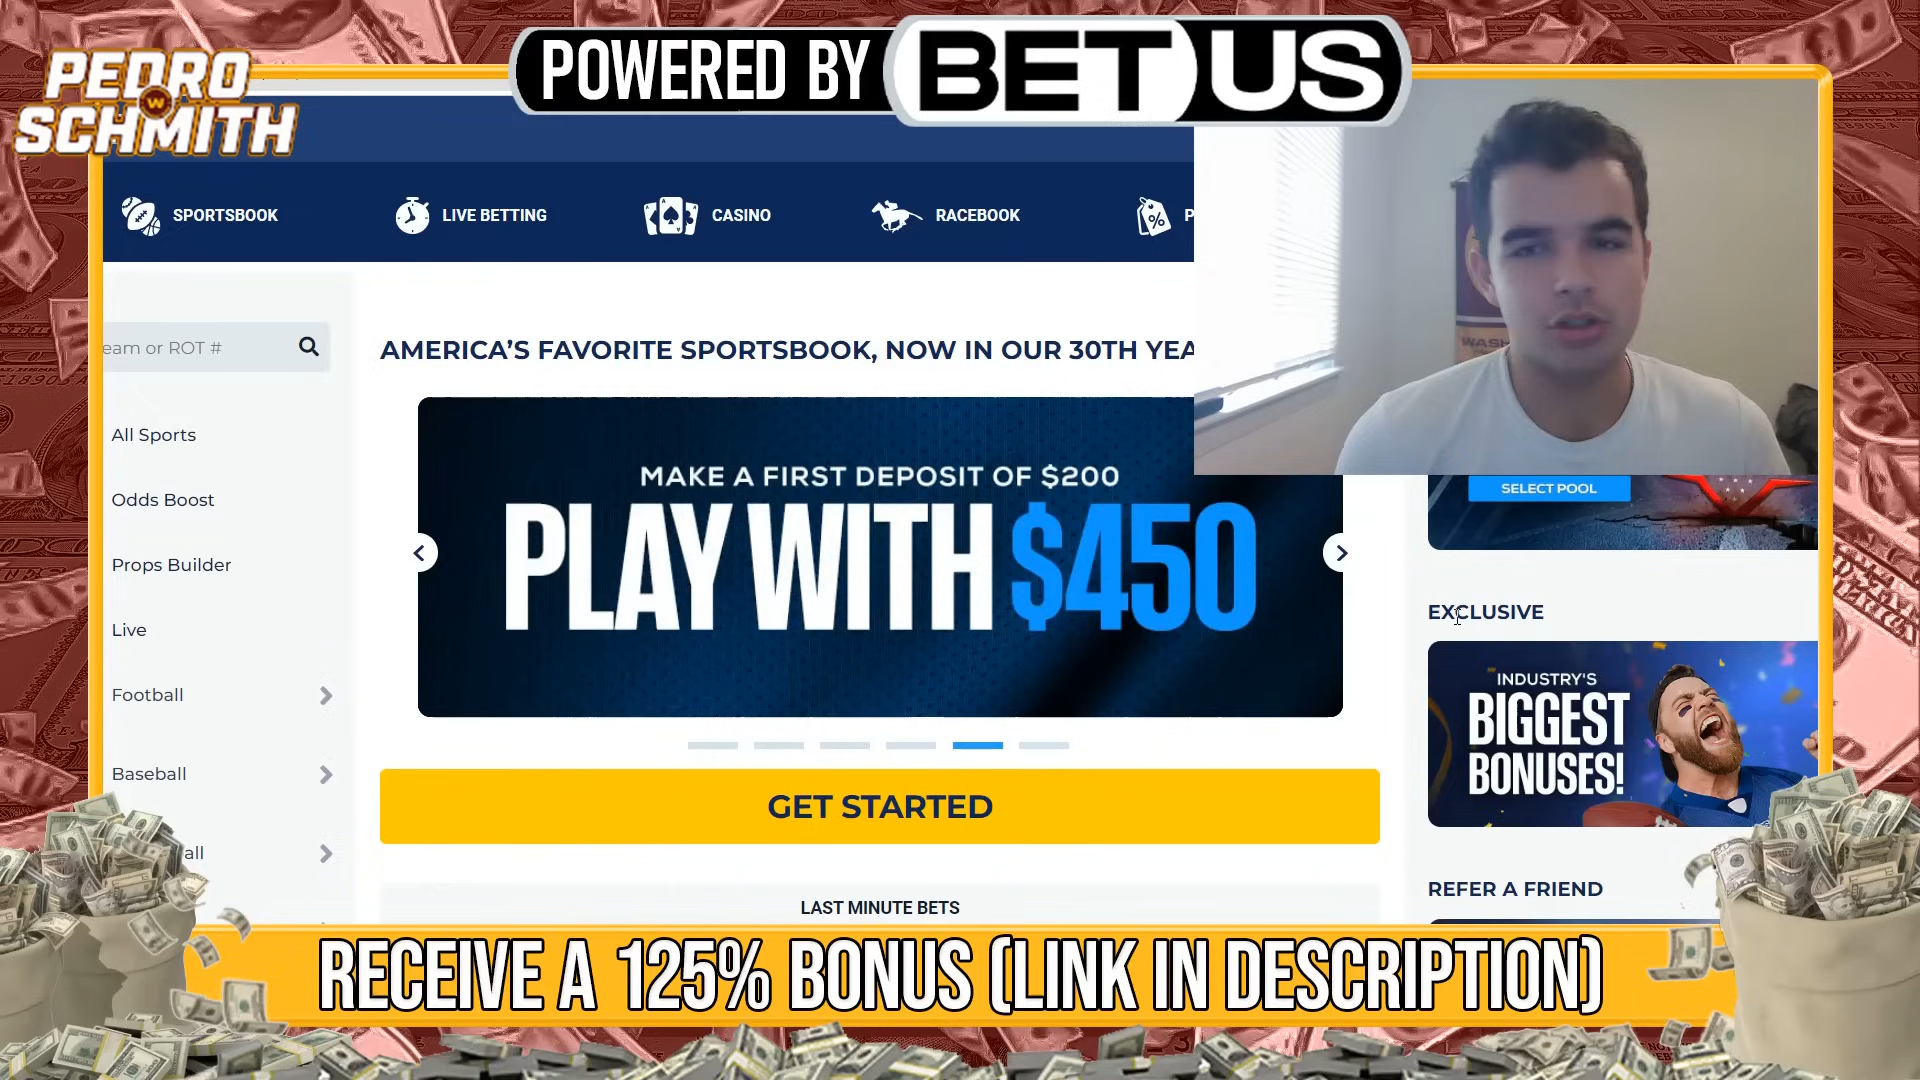 PEDRO
SCHMITH
POWERED BY BETUS
SPORTSBOOK
LIVE BETTING
CASINO
RACEBOOK
P
eam or ROT #
All Sports
Odds Boost
Props Builder
Live
Football
Baseball
all
AMERICA'S FAVORITE SPORTSBOOK, NOW IN OUR 30TH YEA
MAKE A FIRST DEPOSIT OF $200
PLAY WITH $450
GET STARTED
LAST MINUTE BETS
WASH
SELECT POOL
EXCLUSIVE
INDUSTRY'S
BIGGEST
BONUSES!
REFER A FRIEND
RECEIVE A 125% BONUS (LINK IN DESCRIPTION)